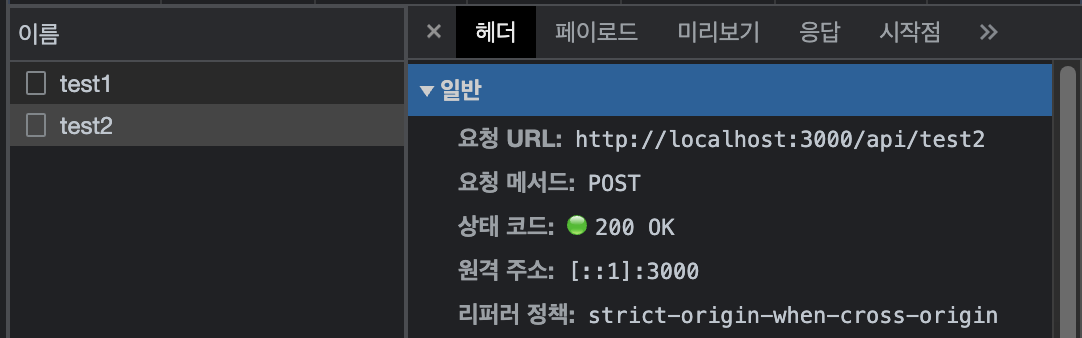 이름
test1
test2
× 헤더 페이로드 미리보기 응답 시작점 »
▼ 일반
요청 URL: http://localhost:3000/api/test2
요청 메서드: POST
상태 코드: 200 OK
원격 주소: [::1]:3000
리퍼러 정책: strict-origin-when-cross-origin